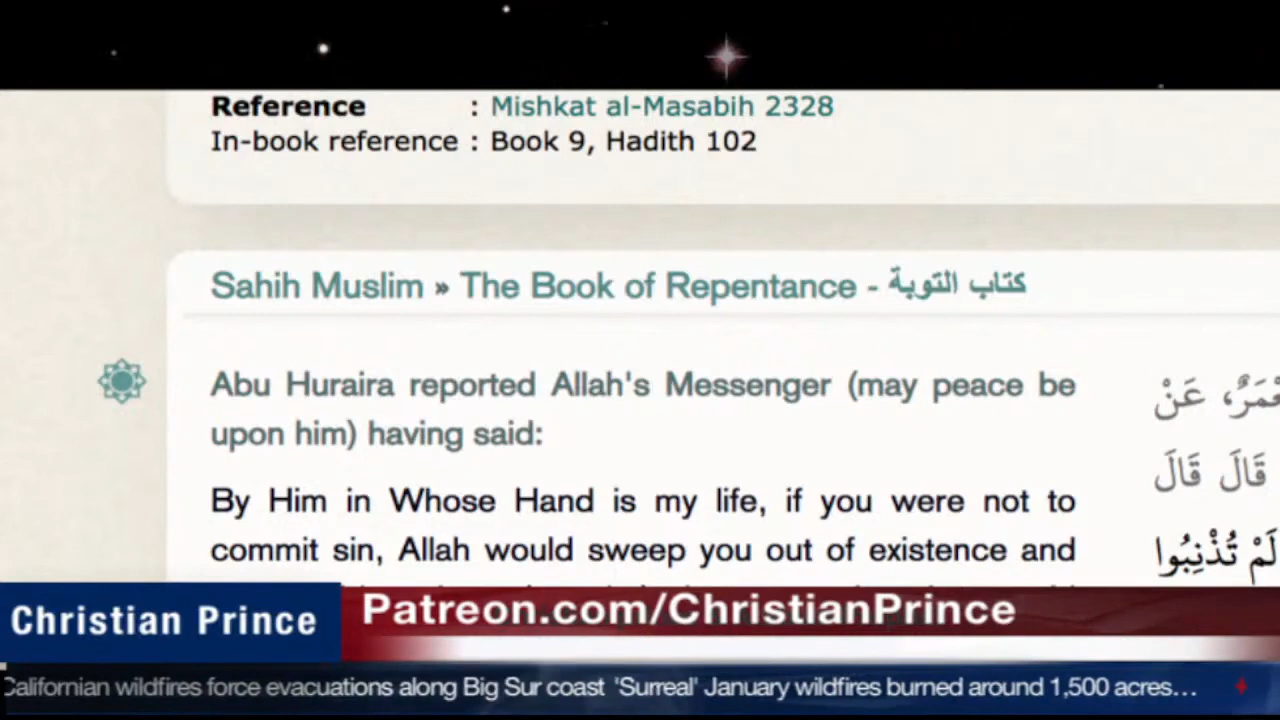 Reference : Mishkat al-Masabih 2328
In-book reference : Book 9, Hadith 102
Sahih Muslim » The Book of Repentance - كتاب التوبة
Abu Huraira reported Allah's Messenger (may peace be
upon him) having said:
By Him in Whose Hand is my life, if you were not to
commit sin, Allah would sweep you out of existence and
عَنْ
قَالَ قَالَ
لَمْ تُذْنِبُوا
Christian Prince
Patreon.com/ChristianPrince
Californian wildfires force evacuations along Big Sur coast 'Surreal' January wildfires burned around 1,500 acres...